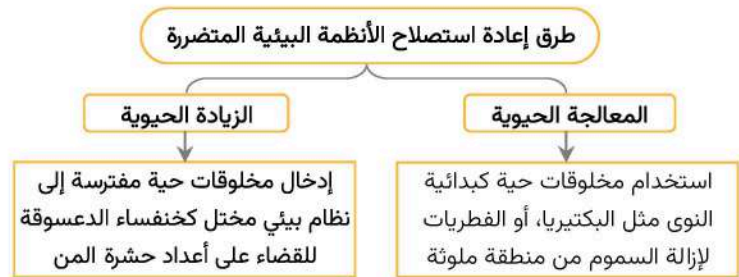 طرق إعادة استصلاح الأنظمة البيئية المتضررة
المعالجة الحيوية
استخدام مخلوقات حية كبدائية
النوى مثل البكتيريا، أو الفطريات
لإزالة السموم من منطقة ملوثة
الزيادة الحيوية
إدخال مخلوقات حية مفترسة إلى
نظام بيئي مختل كخنفساء الدعسوقة
للقضاء على أعداد حشرة المن